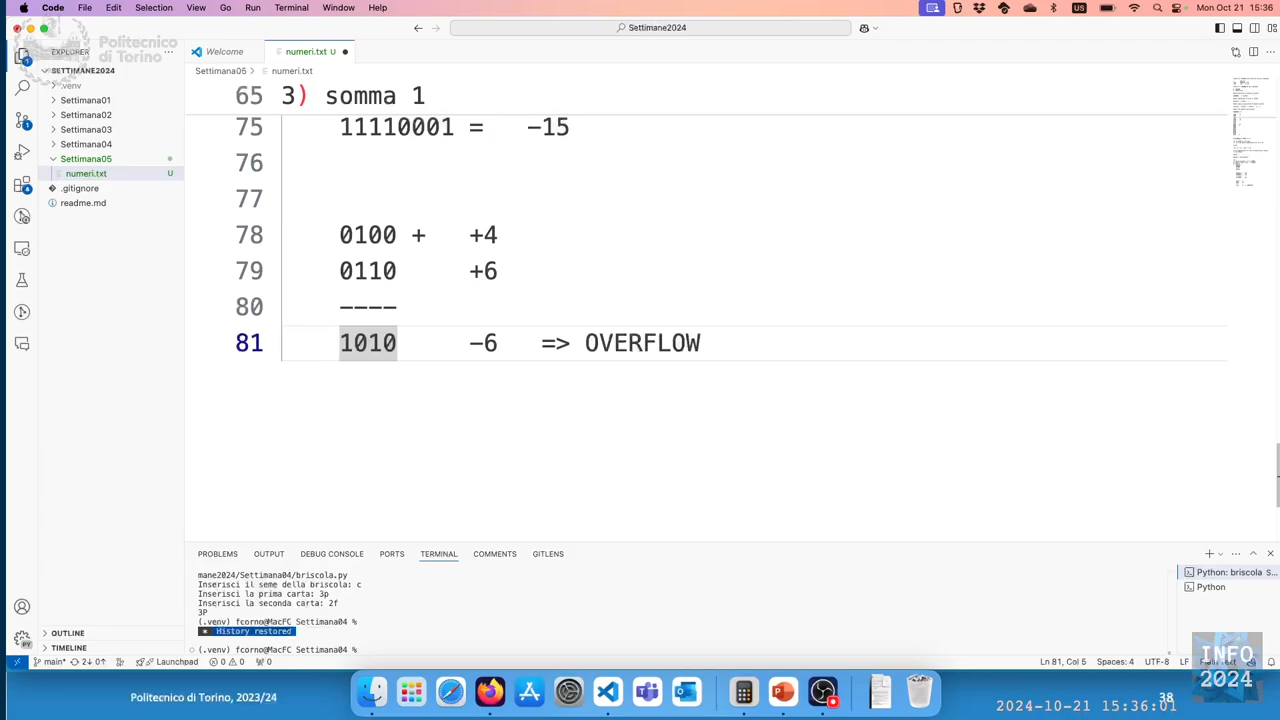 Code File Edit Selection View Go Run Terminal Window Help
Mon Oct 21 15:36
Settimane2024
Politecnico
di Torino
EXPLORER
Welcome
numeri.txt U
SETTIMANE2024
Settimana05 > numeri.txt
.venv
Settimana01
Settimana02
Settimana03
Settimana04
Settimana05
numeri.txt U
.gitignore
readme.md
65 3) somma 1
75 11110001 = -15
76
77
78 0100 + +4
79 0110 +6
80 ----
81 1010 -6 => OVERFLOW
PROBLEMS OUTPUT DEBUG CONSOLE PORTS TERMINAL COMMENTS GITLENS
mane2024/Settimana04/briscola.py
Inserisci il seme della briscola: c
Inserisci la prima carta: 3p
Inserisci la seconda carta: 2f
3P
(.venv) fcorno@MacFC Settimana04 %
* History restored
(.venv) fcorno@MacFC Settimana04 %
Python: briscola S...
Python
OUTLINE
TIMELINE
main* 2↓ 0↑ Launchpad 0 0 0
Ln 81, Col 5 Spaces: 4 UTF-8 LF
INFO
2024
Politecnico di Torino, 2023/24
38
2024-10-21 15:36:01